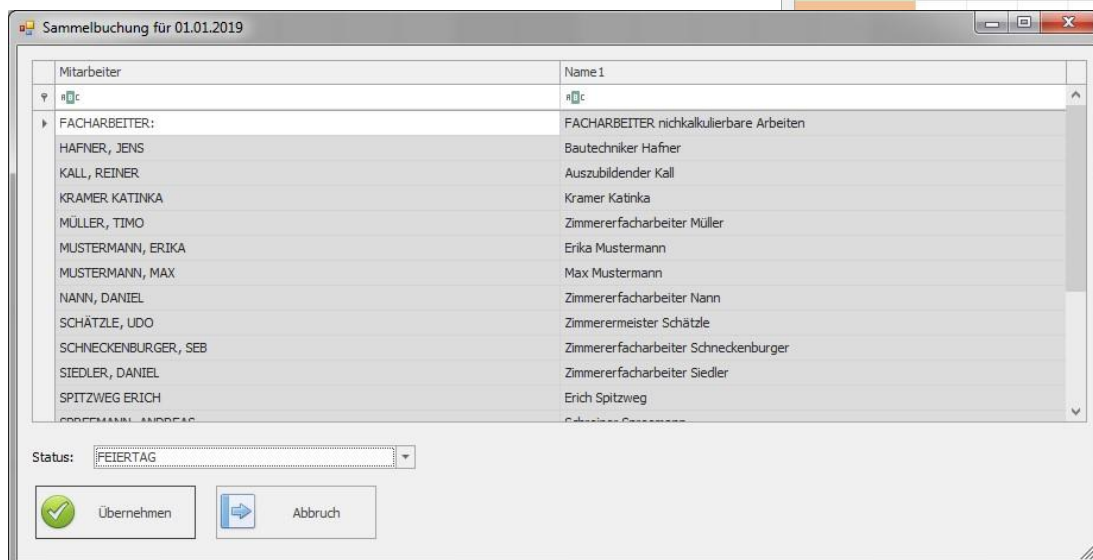 Sammelbuchung für 01.01.2019
Mitarbeiter Name1
ABC ABC
FACHARBEITER: FACHARBEITER nichkalkulierbare Arbeiten
HAFNER, JENS Bautechniker Hafner
KALL, REINER Auszubildender Kall
KRAMER KATINKA Kramer Katinka
MÜLLER, TIMO Zimmererfacharbeiter Müller
MUSTERMANN, ERIKA Erika Mustermann
MUSTERMANN, MAX Max Mustermann
NANN, DANIEL Zimmererfacharbeiter Nann
SCHÄTZLE, UDO Zimmerermeister Schätzle
SCHNECKENBURGER, SEB Zimmererfacharbeiter Schneckenburger
SIEDLER, DANIEL Zimmererfacharbeiter Siedler
SPITZWEG ERICH Erich Spitzweg
Status: FEIERTAG
Übernehmen Abbruch